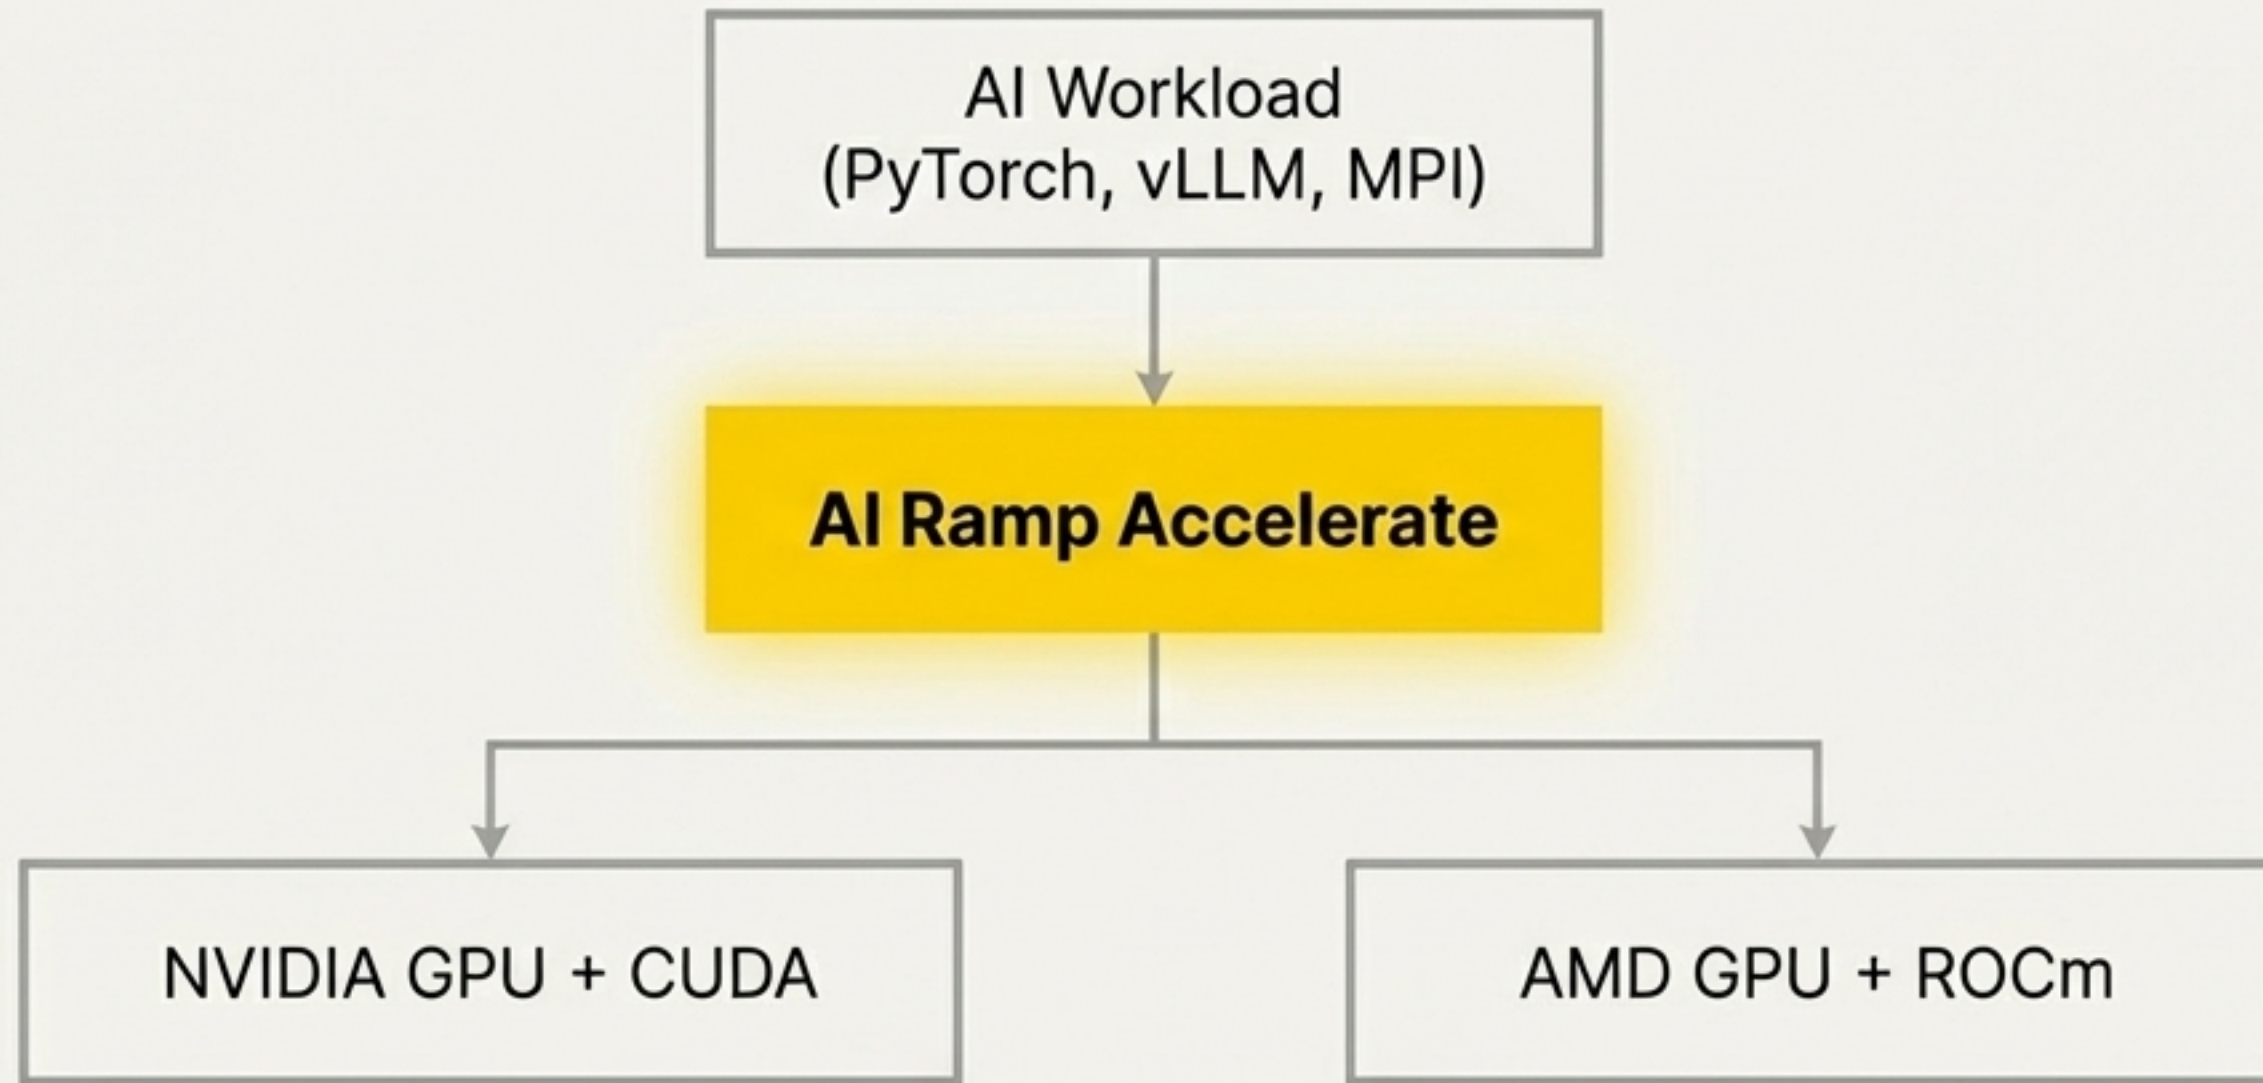 AI Workload
(PyTorch, vLLM, MPI)
AI Ramp Accelerate
NVIDIA GPU + CUDA
AMD GPU + ROCm